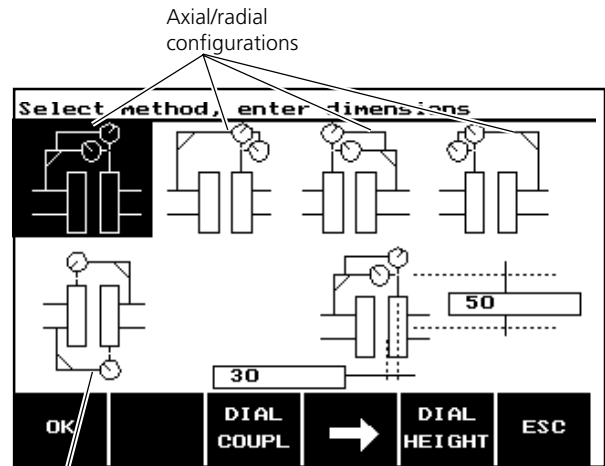 Axial/radial
configurations
Select method, enter dimensions
50
30
OK
DIAL
COUPL
DIAL
HEIGHT
ESC